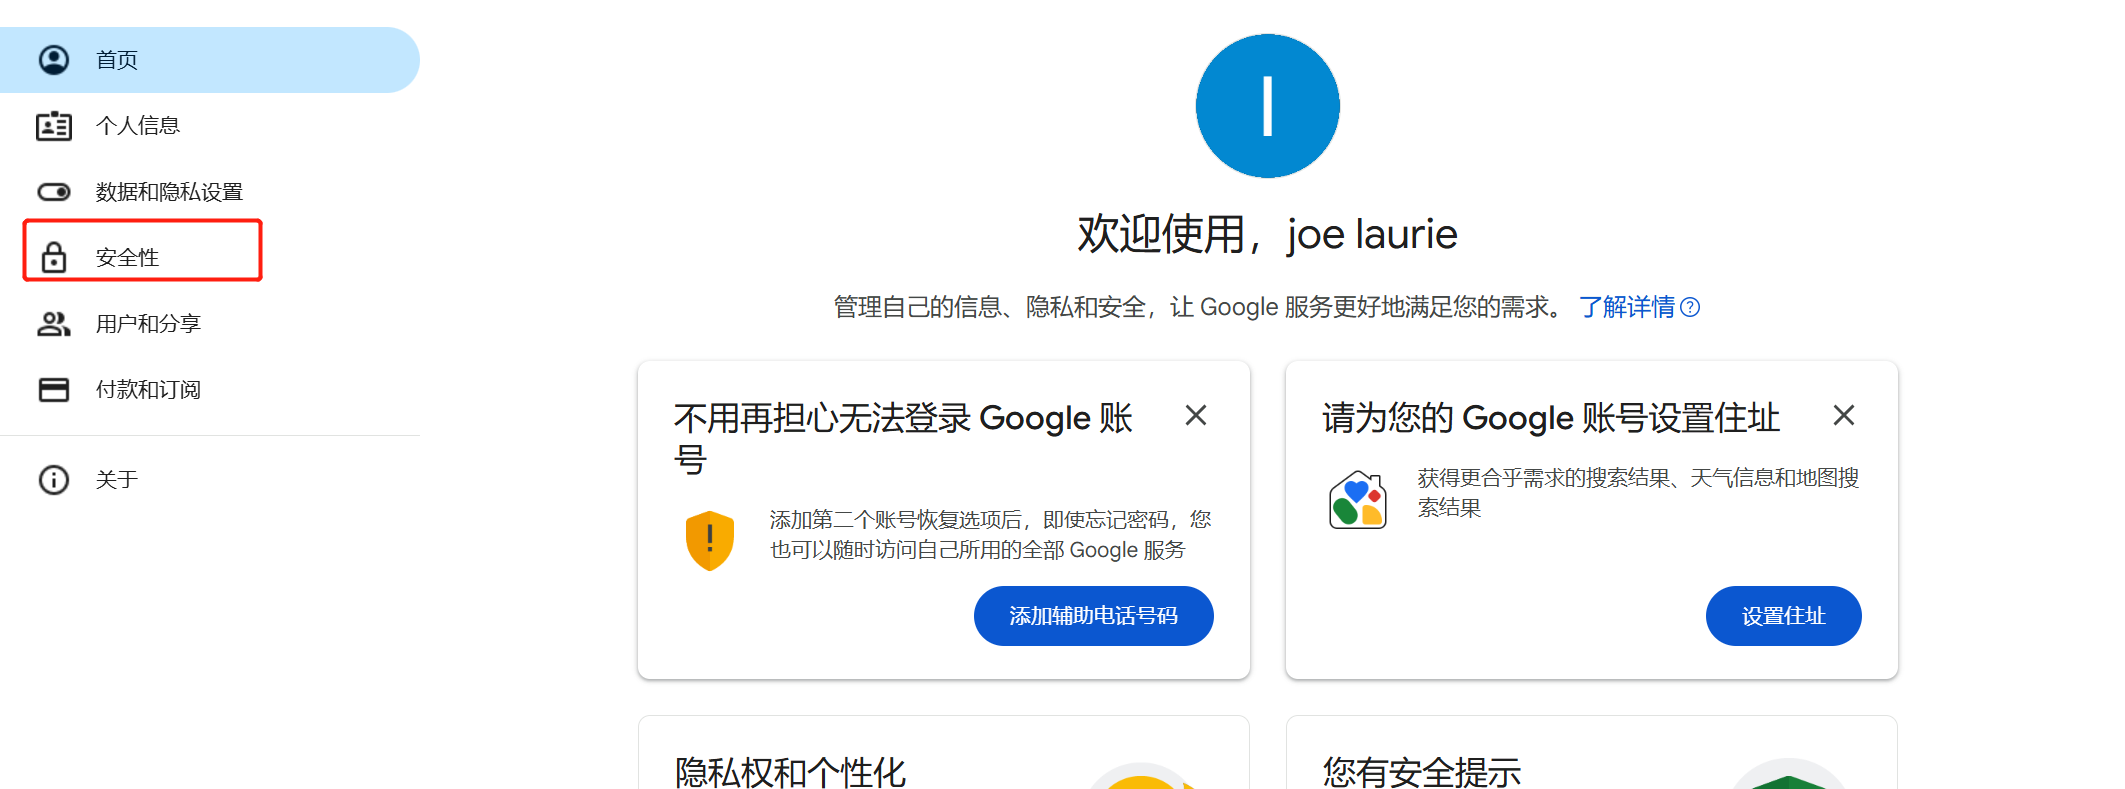 首页
个人信息
数据和隐私设置
安全性
用户和分享
付款和订阅
关于
l
欢迎使用，joe laurie
管理自己的信息、隐私和安全，让 Google 服务更好地满足您的需求。 了解详情
不用再担心无法登录 Google 账
号
添加第二个账号恢复选项后，即使忘记密码，您
也可以随时访问自己所用的全部 Google 服务
添加辅助电话号码
请为您的 Google 账号设置住址
获得更合乎需求的搜索结果、天气信息和地图搜
索结果
设置住址
隐私权和个性化
您有安全提示